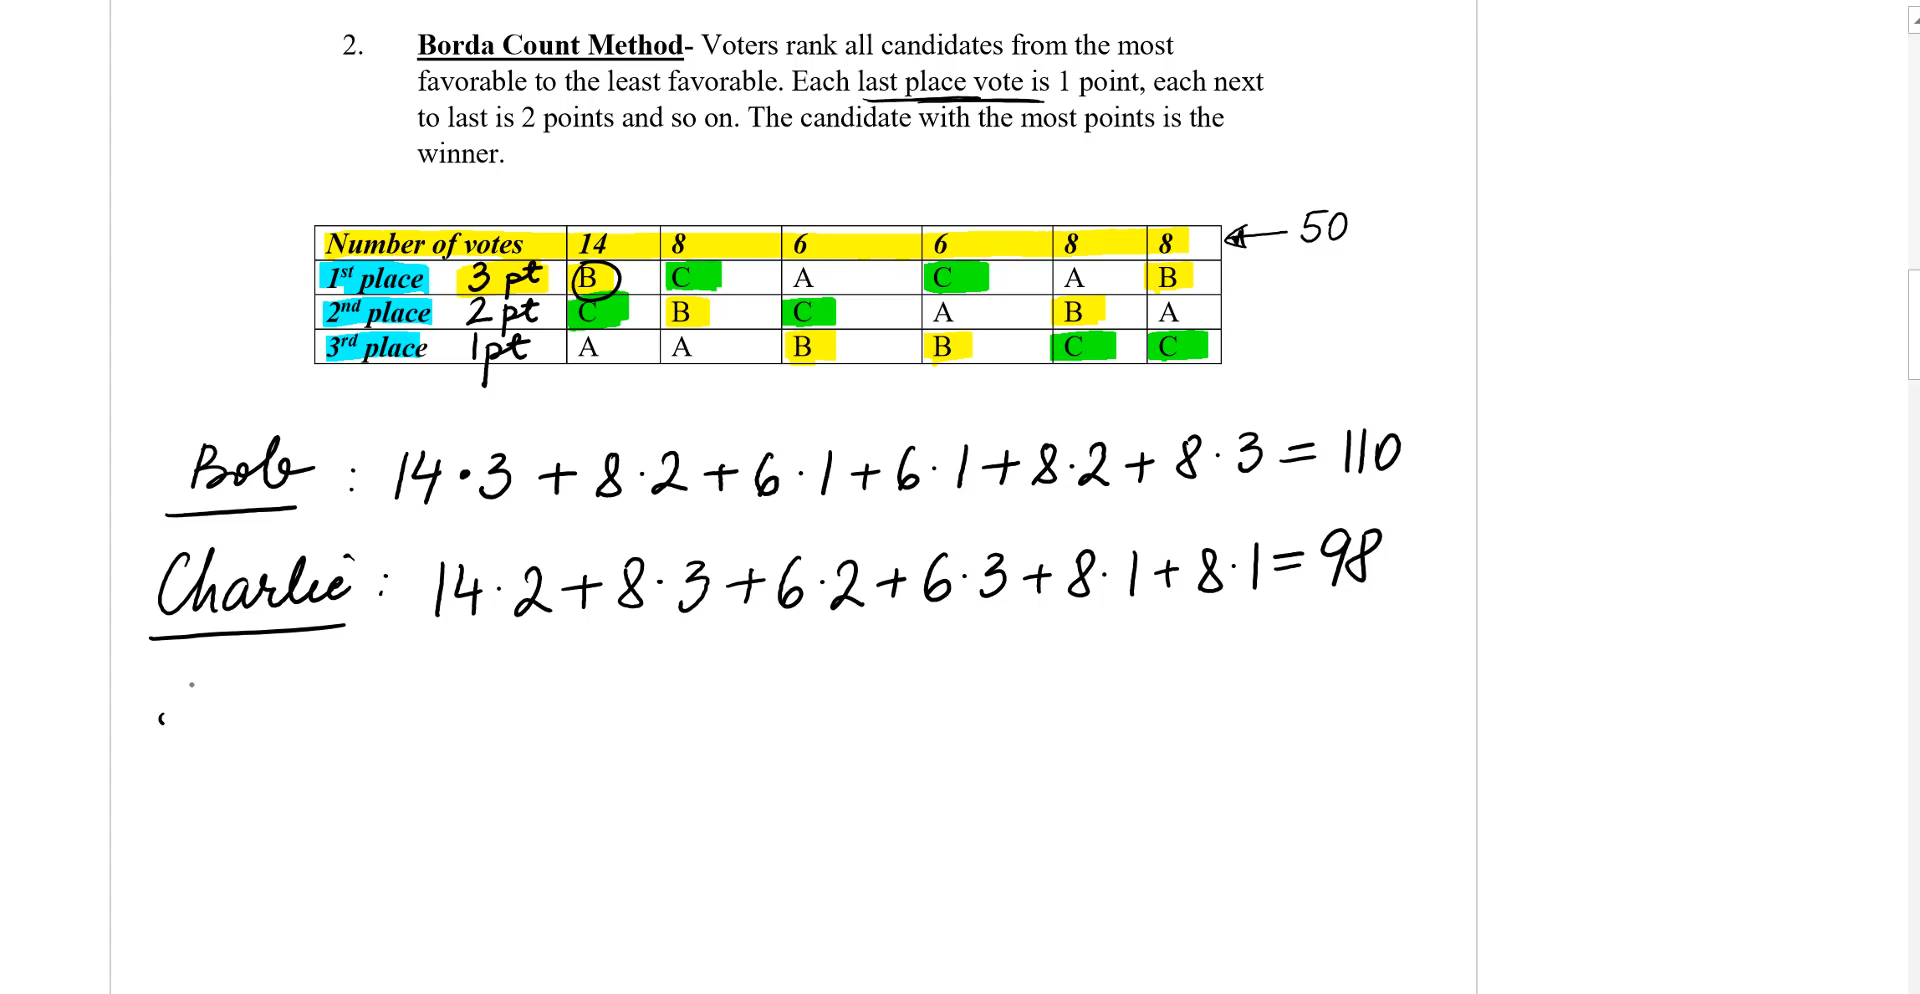 2. Borda Count Method- Voters rank all candidates from the most
favorable to the least favorable. Each last place vote is 1 point, each next
to last is 2 points and so on. The candidate with the most points is the
winner.
Number of votes 14 8 6 6 8 8 ← 50
1st place 3 pt B C A C A B
2nd place 2 pt C B C A B A
3rd place 1pt A A B B C C
Bob : 14·3 + 8·2 + 6·1 + 6·1 + 8·2 + 8·3 = 110
Charlie : 14·2 + 8·3 + 6·2 + 6·3 + 8·1 + 8·1 = 98